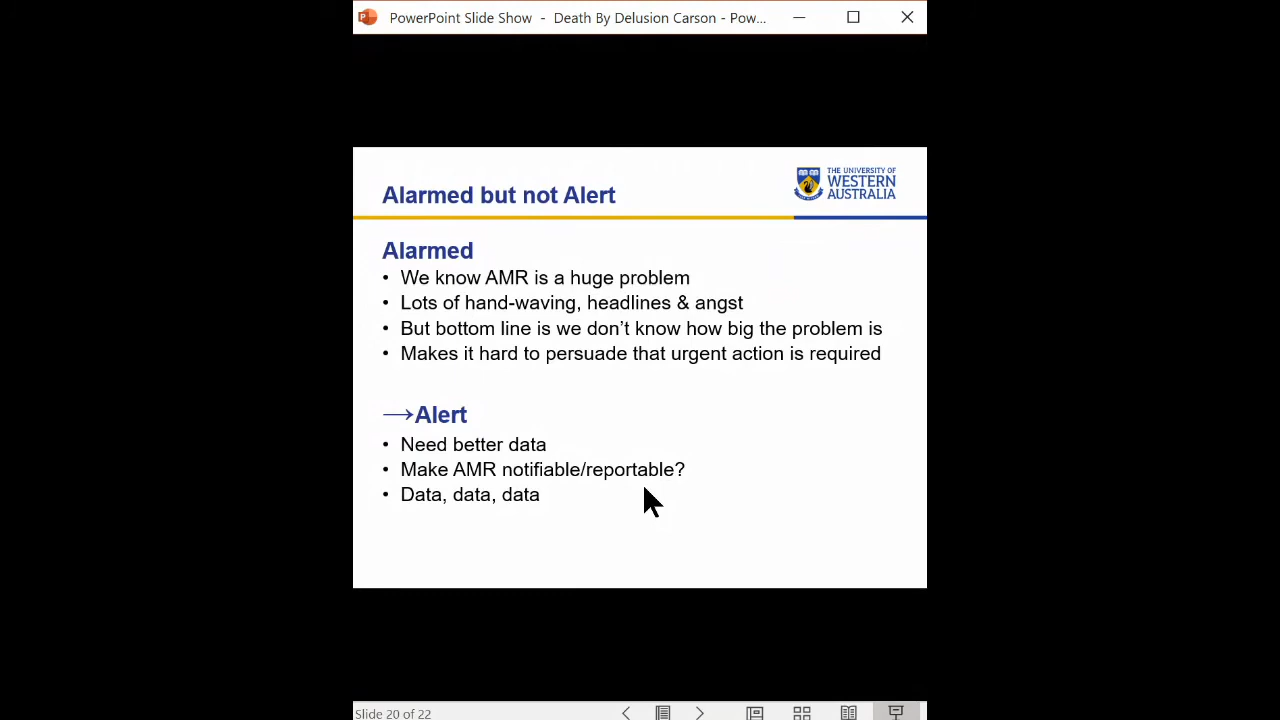 PowerPoint Slide Show - Death By Delusion Carson - Pow...
THE UNIVERSITY OF
WESTERN
AUSTRALIA
Alarmed but not Alert
Alarmed
• We know AMR is a huge problem
• Lots of hand-waving, headlines & angst
• But bottom line is we don’t know how big the problem is
• Makes it hard to persuade that urgent action is required
→Alert
• Need better data
• Make AMR notifiable/reportable?
• Data, data, data
Slide 20 of 22